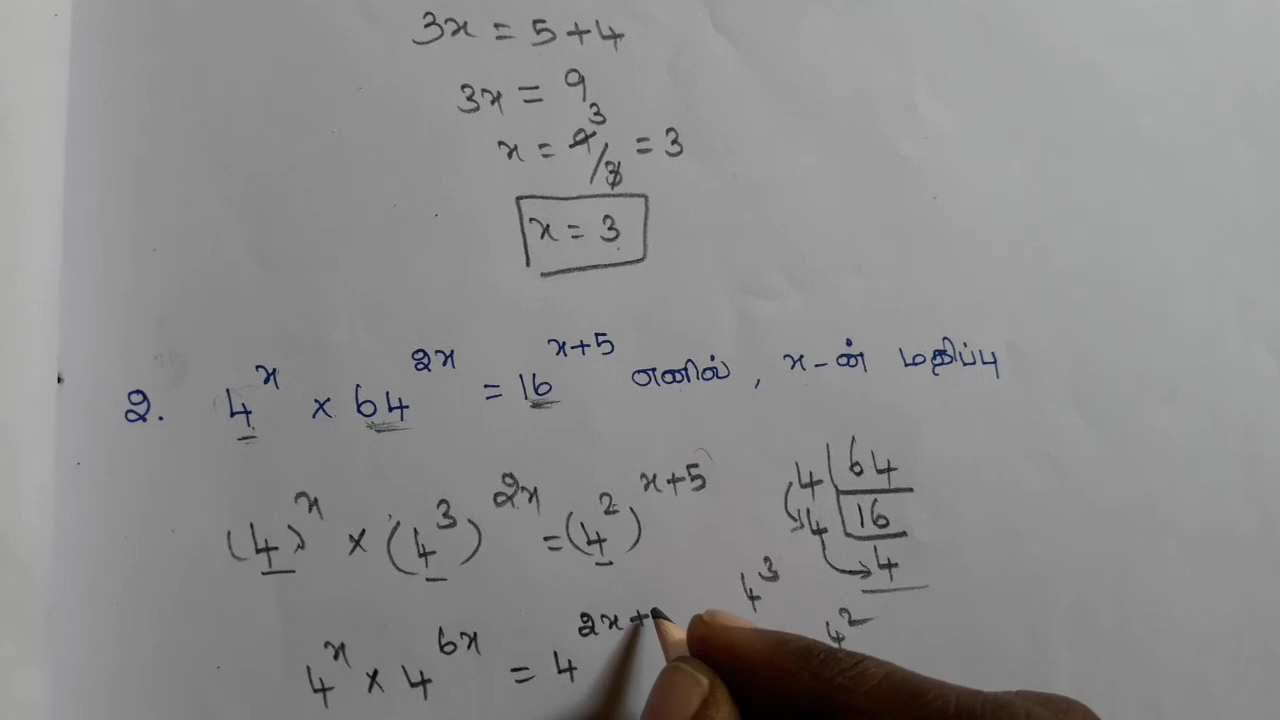 3x = 5+4
3x = 9
x = 9/3 3 = 3
x = 3
2. 4^x × 64^2x = 16^x+5 எனில், x-ன் மதிப்பு
(4)^x × (4^3)^2x = (4^2)^x+5
4 64
4 16
4
4^3
4^2
4^x × 4^6x = 4^2x+